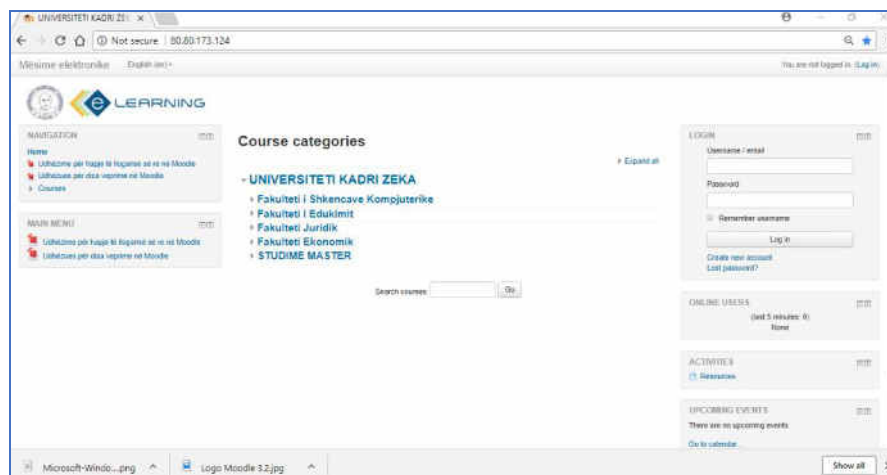 UNIVERSITETI KADRI ZE
Not secure | 80.80.173.124
Mësime elektronike English (en)
You are not logged in. (Log in)
e LEARNING
NAVIGATION
Home
Udhëzime për hapje të llogarisë së re në Moodle
Udhëzues për disa veprime në Moodle
Courses
MAIN MENU
Udhëzime për hapje të llogarisë së re në Moodle
Udhëzues për disa veprime në Moodle
Course categories
Expand all
UNIVERSITETI KADRI ZEKA
Fakulteti i Shkencave Kompjuterike
Fakulteti i Edukimit
Fakulteti Juridik
Fakulteti Ekonomik
STUDIME MASTER
Search courses Go
LOGIN
Username / email
Password
Remember username
Log in
Create new account
Lost password?
ONLINE USERS
(last 5 minutes: 0)
None
ACTIVITIES
Resources
UPCOMING EVENTS
There are no upcoming events
Go to calendar...
Microsoft-Windo....png
Logo Moodle 3.2.jpg
Show all